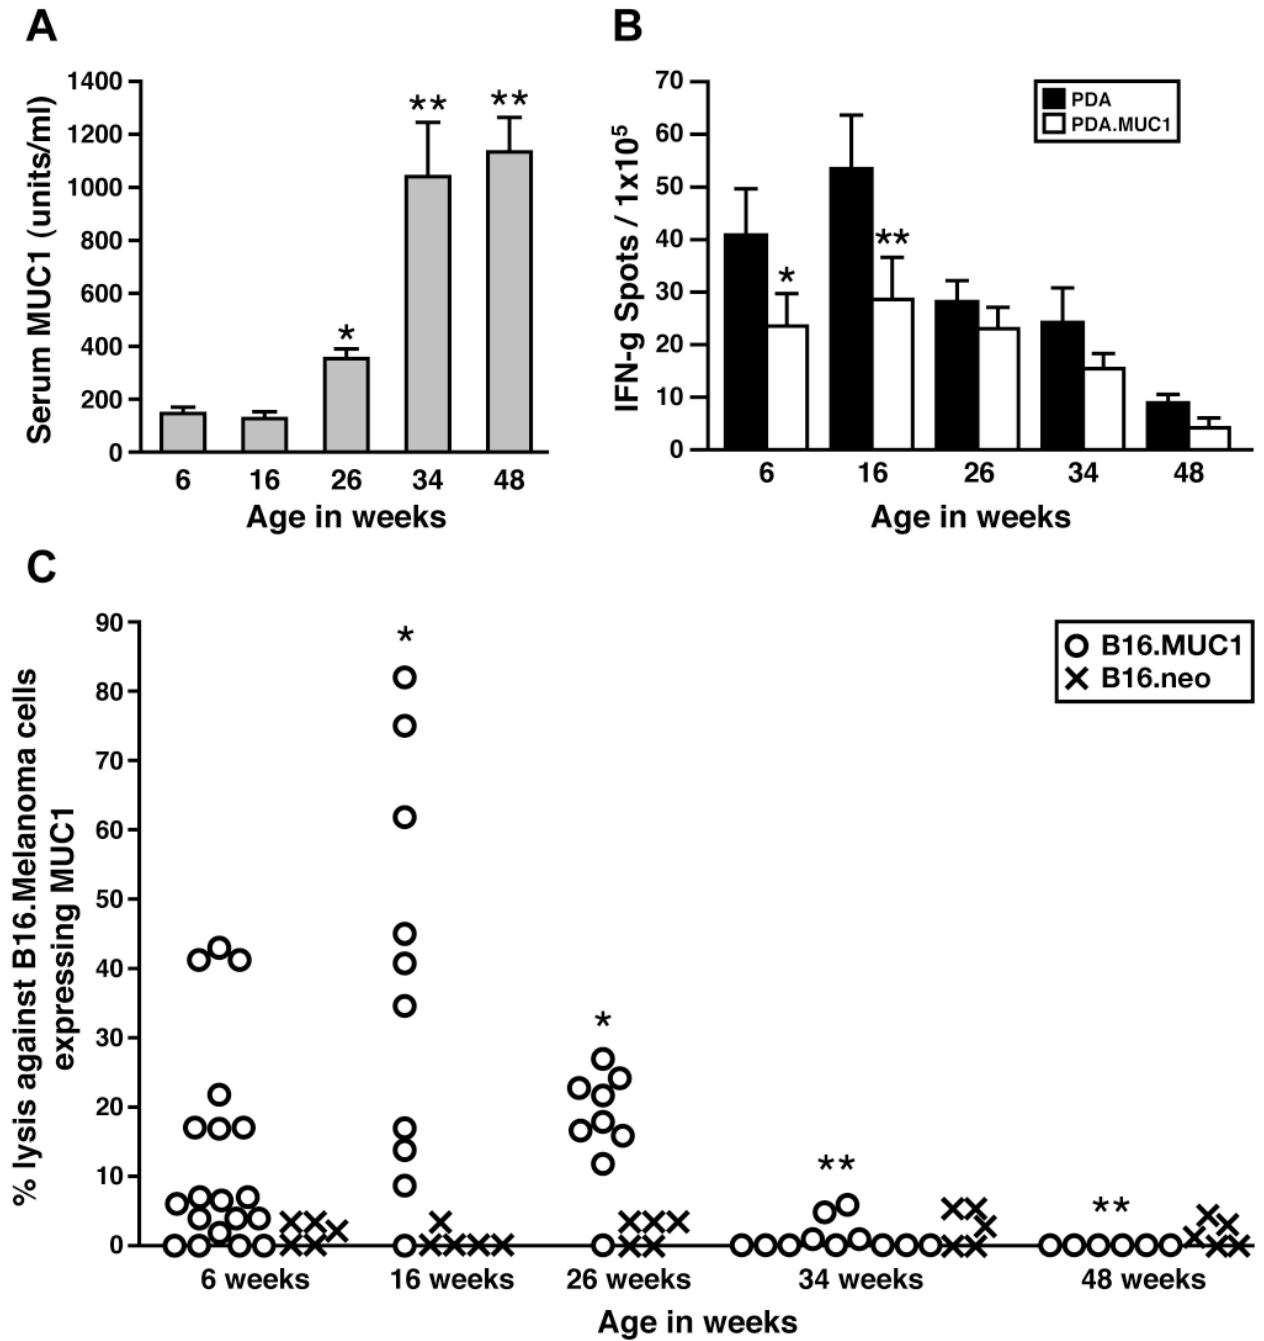 A
Serum MUC1 (units/ml)
1400
1200
1000
800
600
400
200
0
**
**
*
6 16 26 34 48
Age in weeks
B
IFN-g Spots / 1x10⁵
70
60
50
40
30
20
10
0
PDA
PDA.MUC1
*
**
6 16 26 34 48
Age in weeks
C
% lysis against B16.Melanoma cells
expressing MUC1
90
80
70
60
50
40
30
20
10
0
*
*
**
**
B16.MUC1
B16.neo
6 weeks 16 weeks 26 weeks 34 weeks 48 weeks
Age in weeks